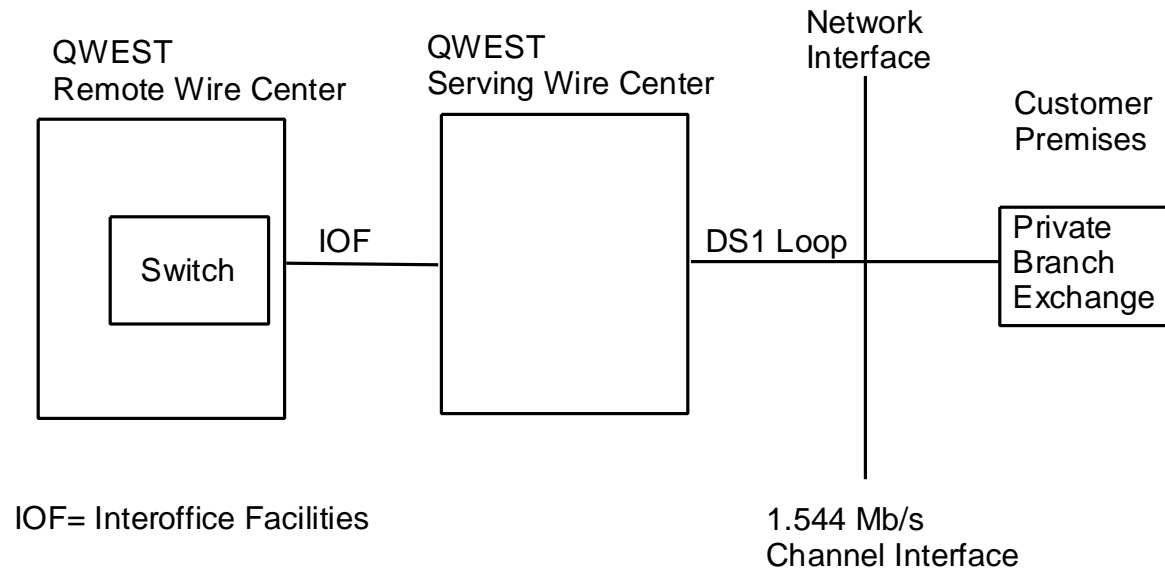 QWEST
Remote Wire Center
QWEST
Serving Wire Center
Network
Interface
Customer
Premises
Switch
IOF
DS1 Loop
Private
Branch
Exchange
IOF= Interoffice Facilities
1.544 Mb/s
Channel Interface